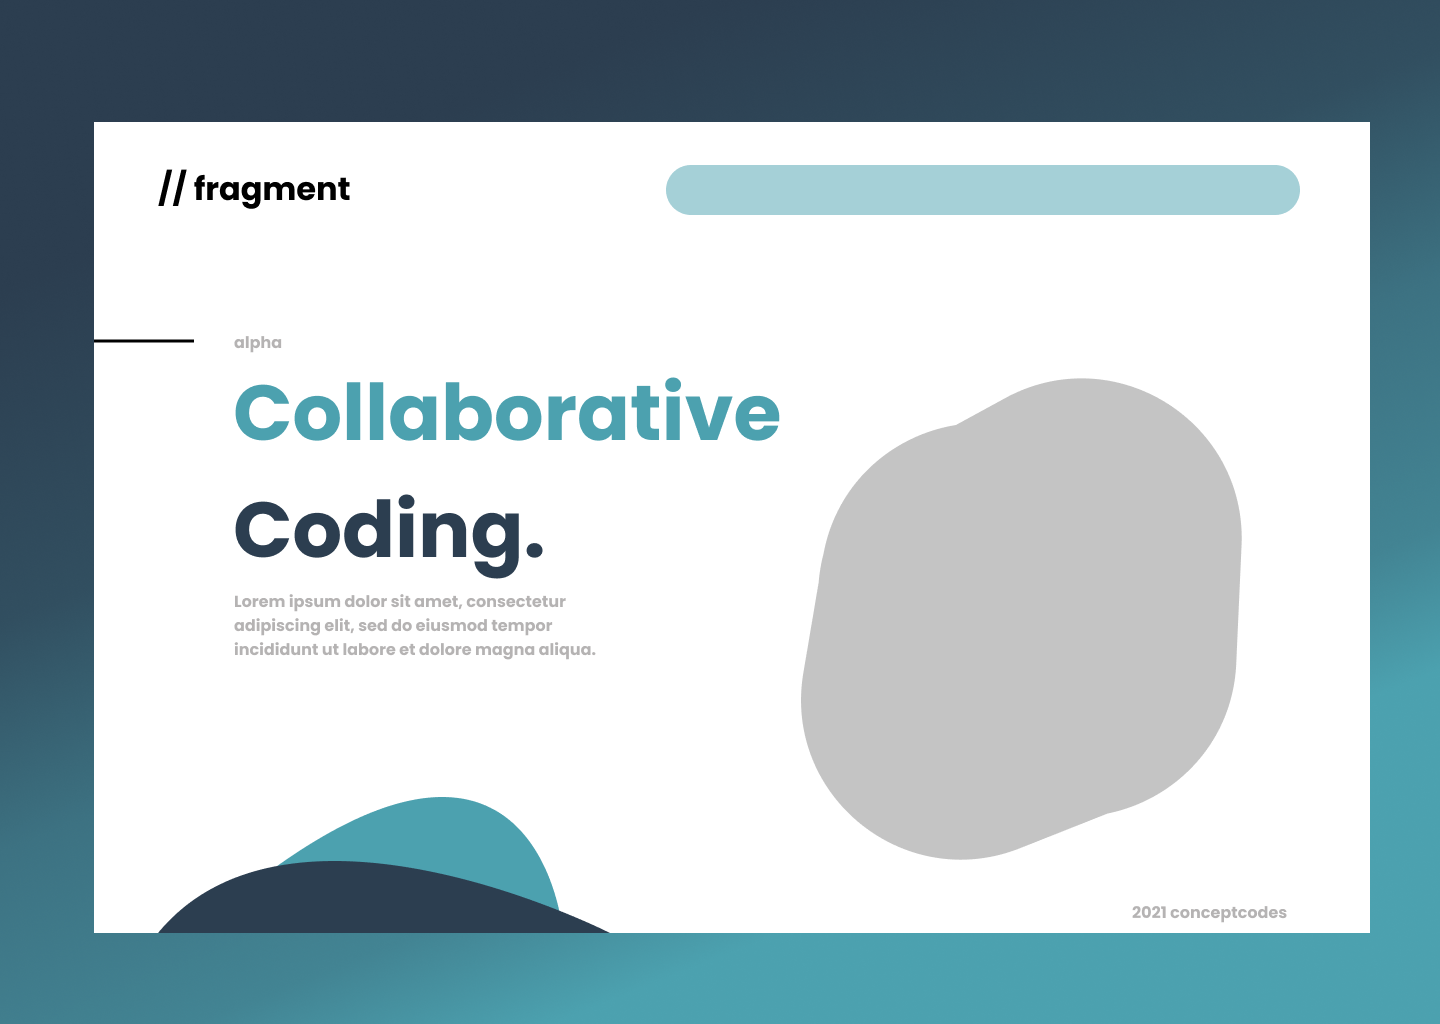 // fragment
alpha
Collaborative
Coding.
Lorem ipsum dolor sit amet, consectetur
adipiscing elit, sed do eiusmod tempor
incididunt ut labore et dolore magna aliqua.
2021 conceptcodes